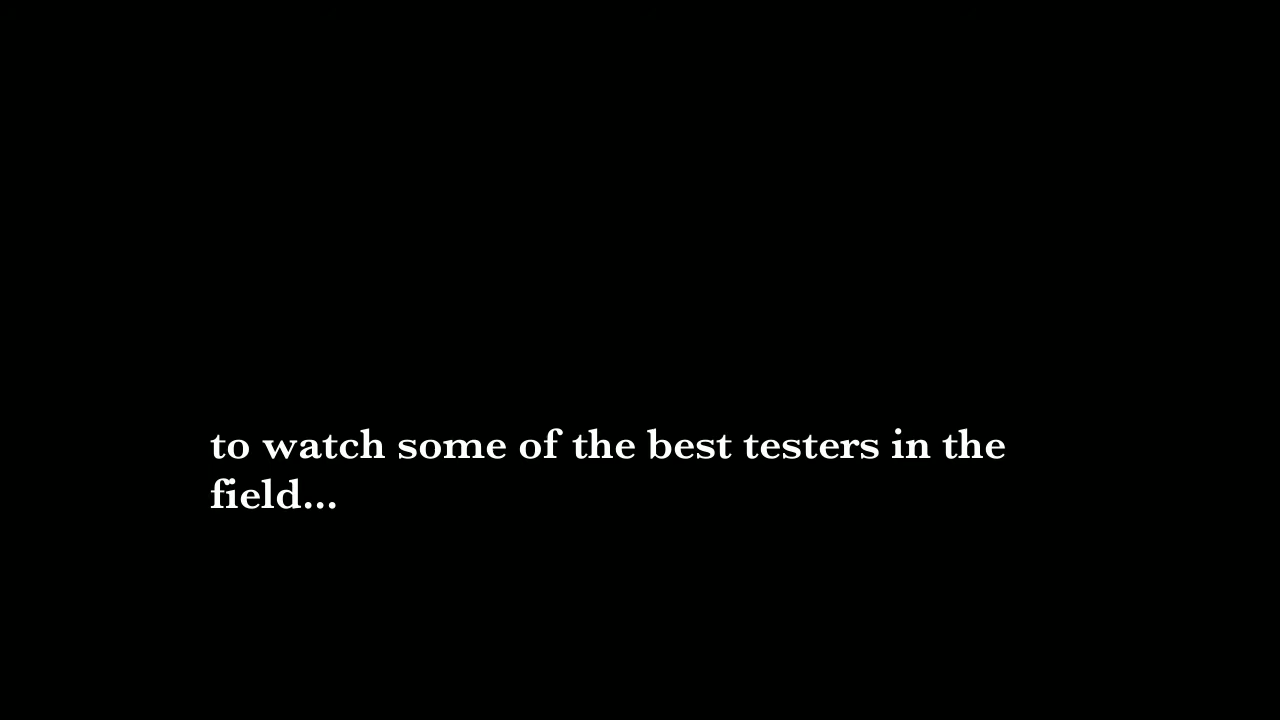 to watch some of the best testers in the
field...